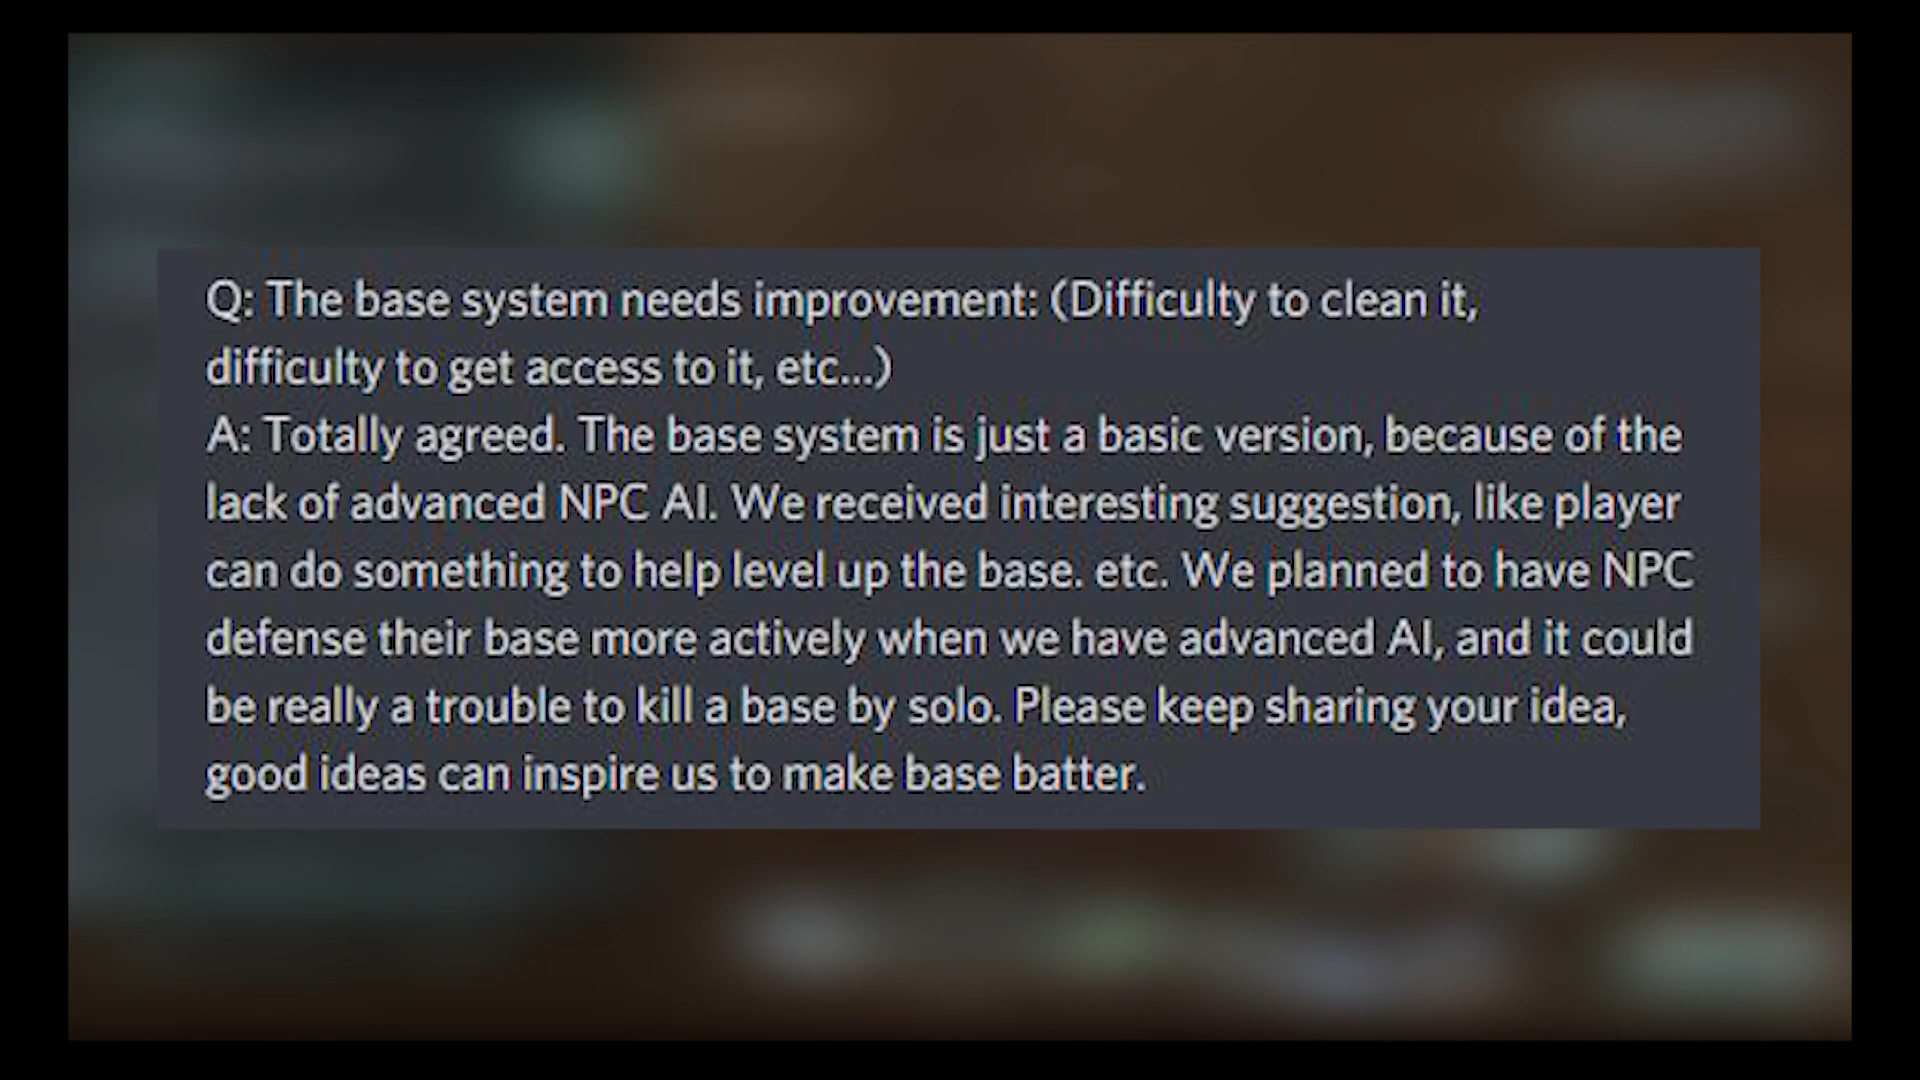 Q: The base system needs improvement: (Difficulty to clean it,
difficulty to get access to it, etc...)
A: Totally agreed. The base system is just a basic version, because of the
lack of advanced NPC AI. We received interesting suggestion, like player
can do something to help level up the base. etc. We planned to have NPC
defense their base more actively when we have advanced AI, and it could
be really a trouble to kill a base by solo. Please keep sharing your idea,
good ideas can inspire us to make base batter.